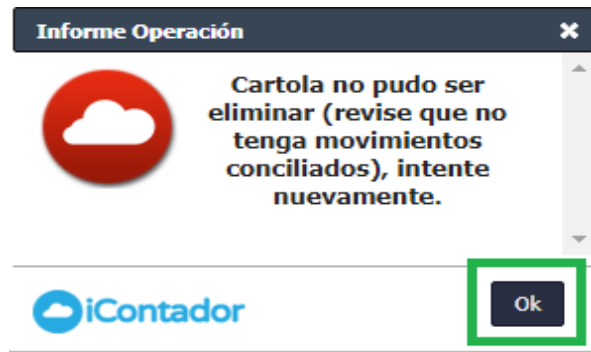 Informe Operación
Cartola no pudo ser
eliminar (revise que no
tenga movimientos
conciliados), intente
nuevamente.
iContador
Ok